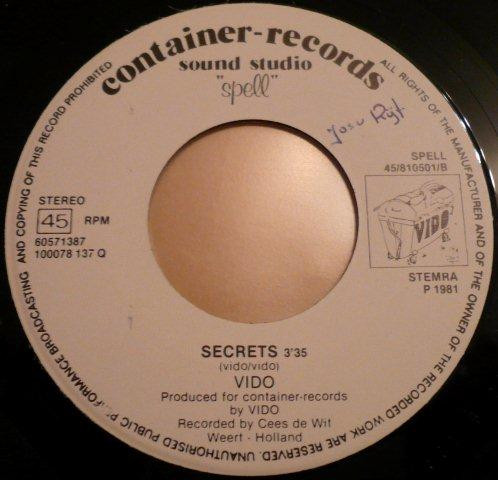 container-records
sound studio
"spell"
SPELL
45/810501/B
STEREO
45 RPM
60571387
100078 137 Q
VIDO
STEMRA
P 1981
SECRETS 3'35
(vido/vido)
VIDO
Produced for container-records
by VIDO
Recorded by Cees de Wit
Weert - Holland
ALL RIGHTS OF THE MANUFACTURER AND OF THE OWNER OF THE RECORDED WORK ARE RESERVED. UNAUTHORISED PUBLIC PERFORMANCE BROADCASTING AND COPYING OF THIS RECORD PROHIBITED